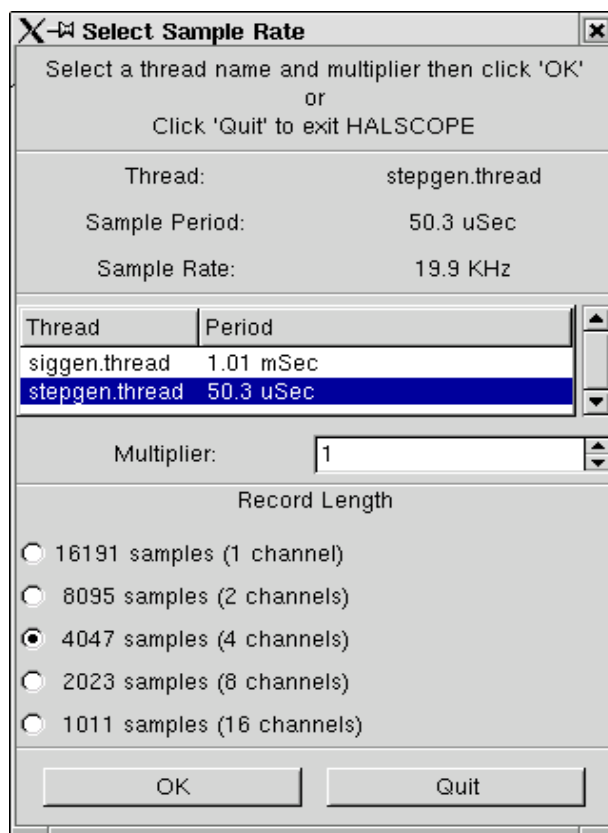 Select Sample Rate
Select a thread name and multiplier then click 'OK'
or
Click 'Quit' to exit HALSCOPE
Thread: stepgen.thread
Sample Period: 50.3 uSec
Sample Rate: 19.9 KHz
Thread Period
siggen.thread 1.01 mSec
stepgen.thread 50.3 uSec
Multiplier: 1
Record Length
16191 samples (1 channel)
8095 samples (2 channels)
4047 samples (4 channels)
2023 samples (8 channels)
1011 samples (16 channels)
OK Quit